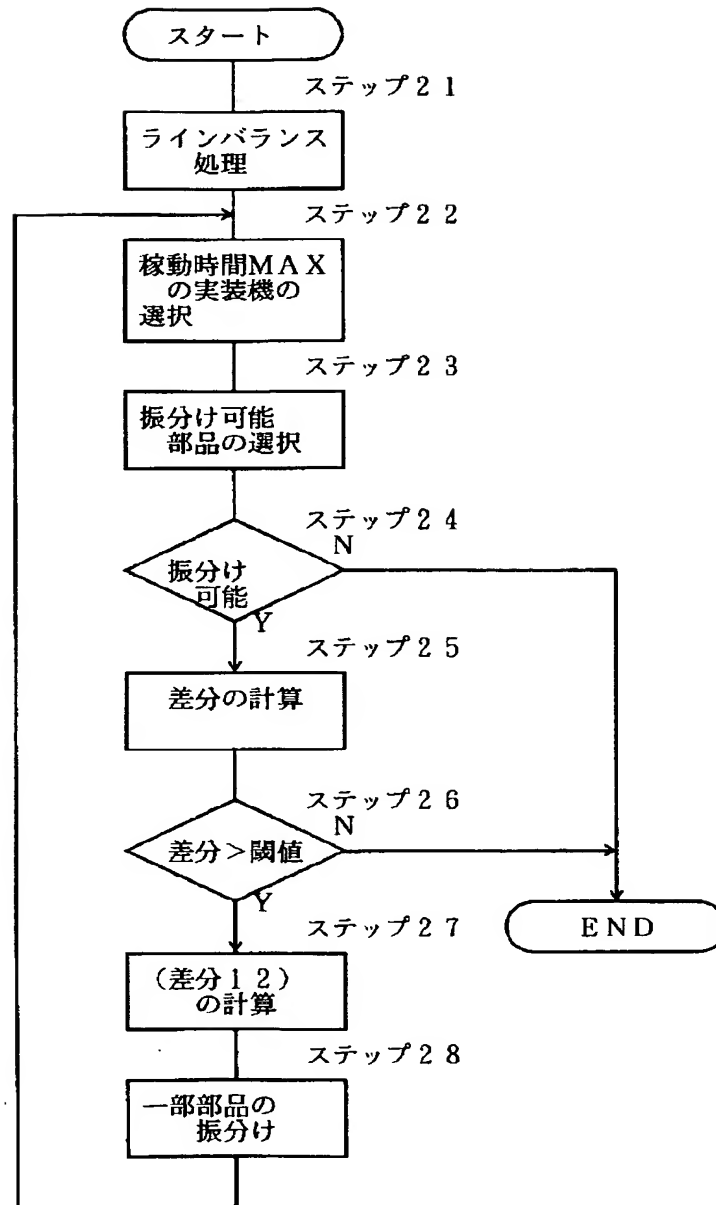 スタート
ステップ21
ラインバランス
処理
ステップ22
稼動時間MAX
の実装機の
選択
ステップ23
振分け可能
部品の選択
ステップ24
N
振分け
可能
Y
ステップ25
差分の計算
ステップ26
N
差分>閾値
Y
END
ステップ27
(差分12)
の計算
ステップ28
一部部品の
振分け